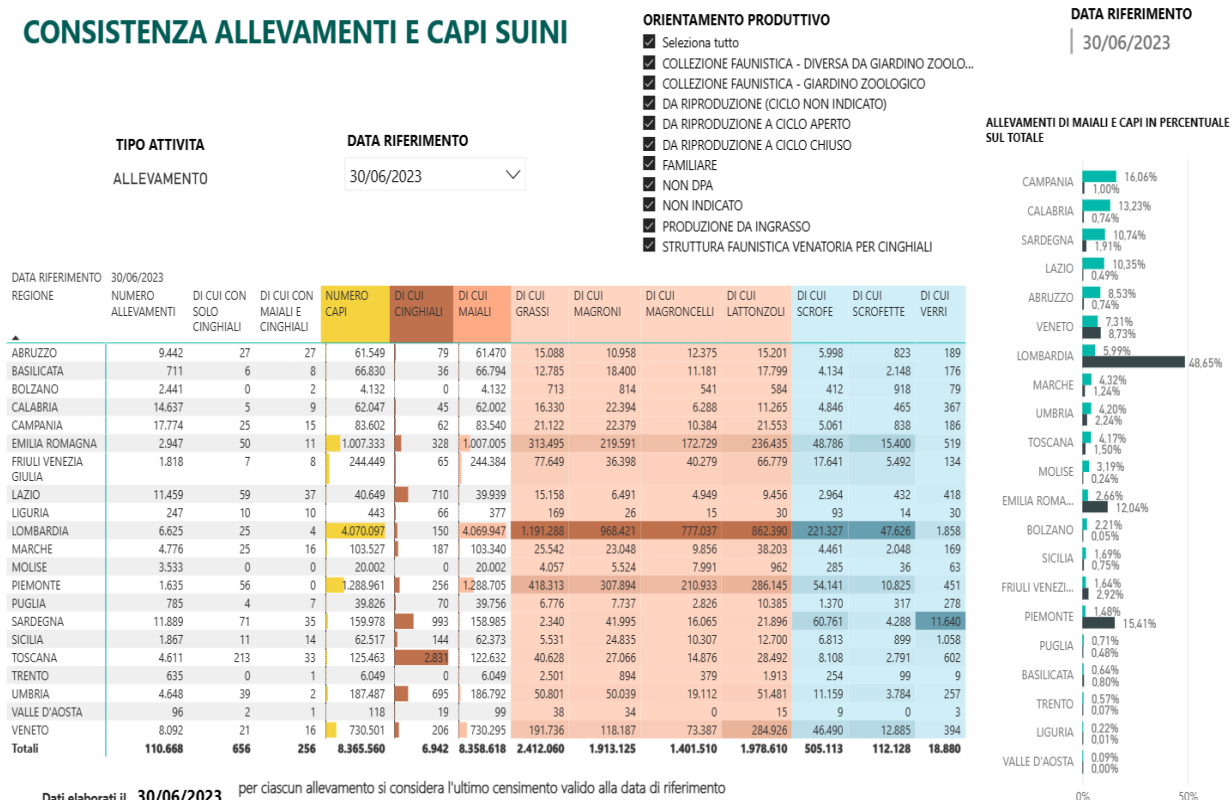 CONSISTENZA ALLEVAMENTI E CAPI SUINI
ORIENTAMENTO PRODUTTIVO
Seleziona tutto
COLLEZIONE FAUNISTICA - DIVERSA DA GIARDINO ZOOLO...
COLLEZIONE FAUNISTICA - GIARDINO ZOOLOGICO
DA RIPRODUZIONE (CICLO NON INDICATO)
DA RIPRODUZIONE A CICLO APERTO
DA RIPRODUZIONE A CICLO CHIUSO
FAMILIARE
NON DPA
NON INDICATO
PRODUZIONE DA INGRASSO
STRUTTURA FAUNISTICA VENATORIA PER CINGHIALI
DATA RIFERIMENTO
30/06/2023
TIPO ATTIVITA
ALLEVAMENTO
DATA RIFERIMENTO
30/06/2023
DATA RIFERIMENTO 30/06/2023
REGIONE NUMERO ALLEVAMENTI DI CUI CON SOLO CINGHIALI DI CUI CON MAIALI E CINGHIALI NUMERO CAPI DI CUI CINGHIALI DI CUI MAIALI DI CUI GRASSI DI CUI MAGRONI DI CUI MAGRONCELLI DI CUI LATTONZOLI DI CUI SCROFE DI CUI SCROFETTE DI CUI VERRI
ABRUZZO 9.442 27 27 61.549 79 61.470 15.088 10.958 12.375 15.201 5.998 823 189
BASILICATA 711 6 8 66.830 36 66.794 12.785 18.400 11.181 17.799 4.134 2.148 176
BOLZANO 2.441 0 2 4.132 0 4.132 713 814 541 584 412 918 79
CALABRIA 14.637 5 9 62.047 45 62.002 16.330 22.394 6.288 11.265 4.846 465 367
CAMPANIA 17.774 25 15 83.602 62 83.540 21.122 22.379 10.384 21.553 5.061 838 186
EMILIA ROMAGNA 2.947 50 11 1.007.333 328 1.007.005 313.495 219.591 172.729 236.435 48.786 15.400 519
FRIULI VENEZIA GIULIA 1.818 7 8 244.449 65 244.384 77.649 36.398 40.279 66.779 17.641 5.492 134
LAZIO 11.459 59 37 40.649 710 39.939 15.158 6.491 4.949 9.456 2.964 432 418
LIGURIA 247 10 10 443 66 377 169 26 15 30 93 14 30
LOMBARDIA 6.625 25 4 4.070.097 150 4.069.947 1.191.288 968.421 777.037 862.390 221.327 47.626 1.858
MARCHE 4.776 25 16 103.527 187 103.340 25.542 23.048 9.856 38.203 4.461 2.048 169
MOLISE 3.533 0 0 20.002 0 20.002 4.057 5.524 7.991 962 285 36 63
PIEMONTE 1.635 56 0 1.288.961 256 1.288.705 418.313 307.894 210.933 286.145 54.141 10.825 451
PUGLIA 785 4 7 39.826 70 39.756 6.776 7.737 2.826 10.385 1.370 317 278
SARDEGNA 11.889 71 35 159.978 993 158.985 2.340 41.995 16.065 21.896 60.761 4.288 11.640
SICILIA 1.867 11 14 62.517 144 62.373 5.531 24.835 10.307 12.700 6.813 899 1.058
TOSCANA 4.611 213 33 125.463 2.831 122.632 40.628 27.066 14.876 28.492 8.108 2.791 602
TRENTO 635 0 1 6.049 0 6.049 2.501 894 379 1.913 254 99 9
UMBRIA 4.648 39 2 187.487 695 186.792 50.801 50.039 19.112 51.481 11.159 3.784 257
VALLE D'AOSTA 96 2 1 118 19 99 38 34 0 15 9 0 3
VENETO 8.092 21 16 730.501 206 730.295 191.736 118.187 73.387 284.926 46.490 12.885 394
Totali 110.668 656 256 8.365.560 6.942 8.358.618 2.412.060 1.913.125 1.401.510 1.978.610 505.113 112.128 18.880
Dati elaborati il 30/06/2023 per ciascun allevamento si considera l'ultimo censimento valido alla data di riferimento
ALLEVAMENTI DI MAIALI E CAPI IN PERCENTUALE
SUL TOTALE
CAMPANIA 16,06% 1,00%
CALABRIA 13,23% 0,74%
SARDEGNA 10,74% 1,91%
LAZIO 10,35% 0,49%
ABRUZZO 8,53% 0,74%
VENETO 7,31% 8,73%
LOMBARDIA 5,99% 48,65%
MARCHE 4,32% 1,24%
UMBRIA 4,20% 2,24%
TOSCANA 4,17% 1,50%
MOLISE 3,19% 0,24%
EMILIA ROMA... 2,66% 12,04%
BOLZANO 2,21% 0,05%
SICILIA 1,69% 0,75%
FRIULI VENEZI... 1,64% 2,92%
PIEMONTE 1,48% 15,41%
PUGLIA 0,71% 0,48%
BASILICATA 0,64% 0,80%
TRENTO 0,57% 0,07%
LIGURIA 0,22% 0,01%
VALLE D'AOSTA 0,09% 0,00%
0% 50%